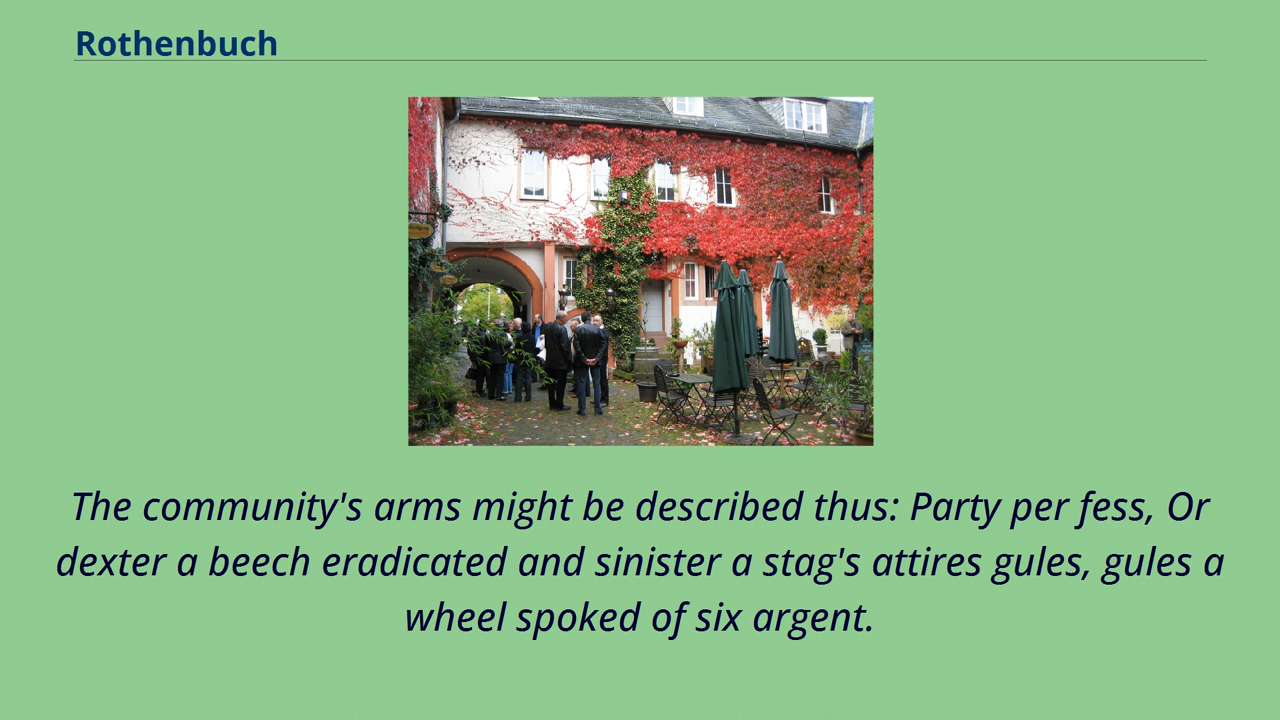 Rothenbuch
The community's arms might be described thus: Party per fess, Or
dexter a beech eradicated and sinister a stag's attires gules, gules a
wheel spoked of six argent.